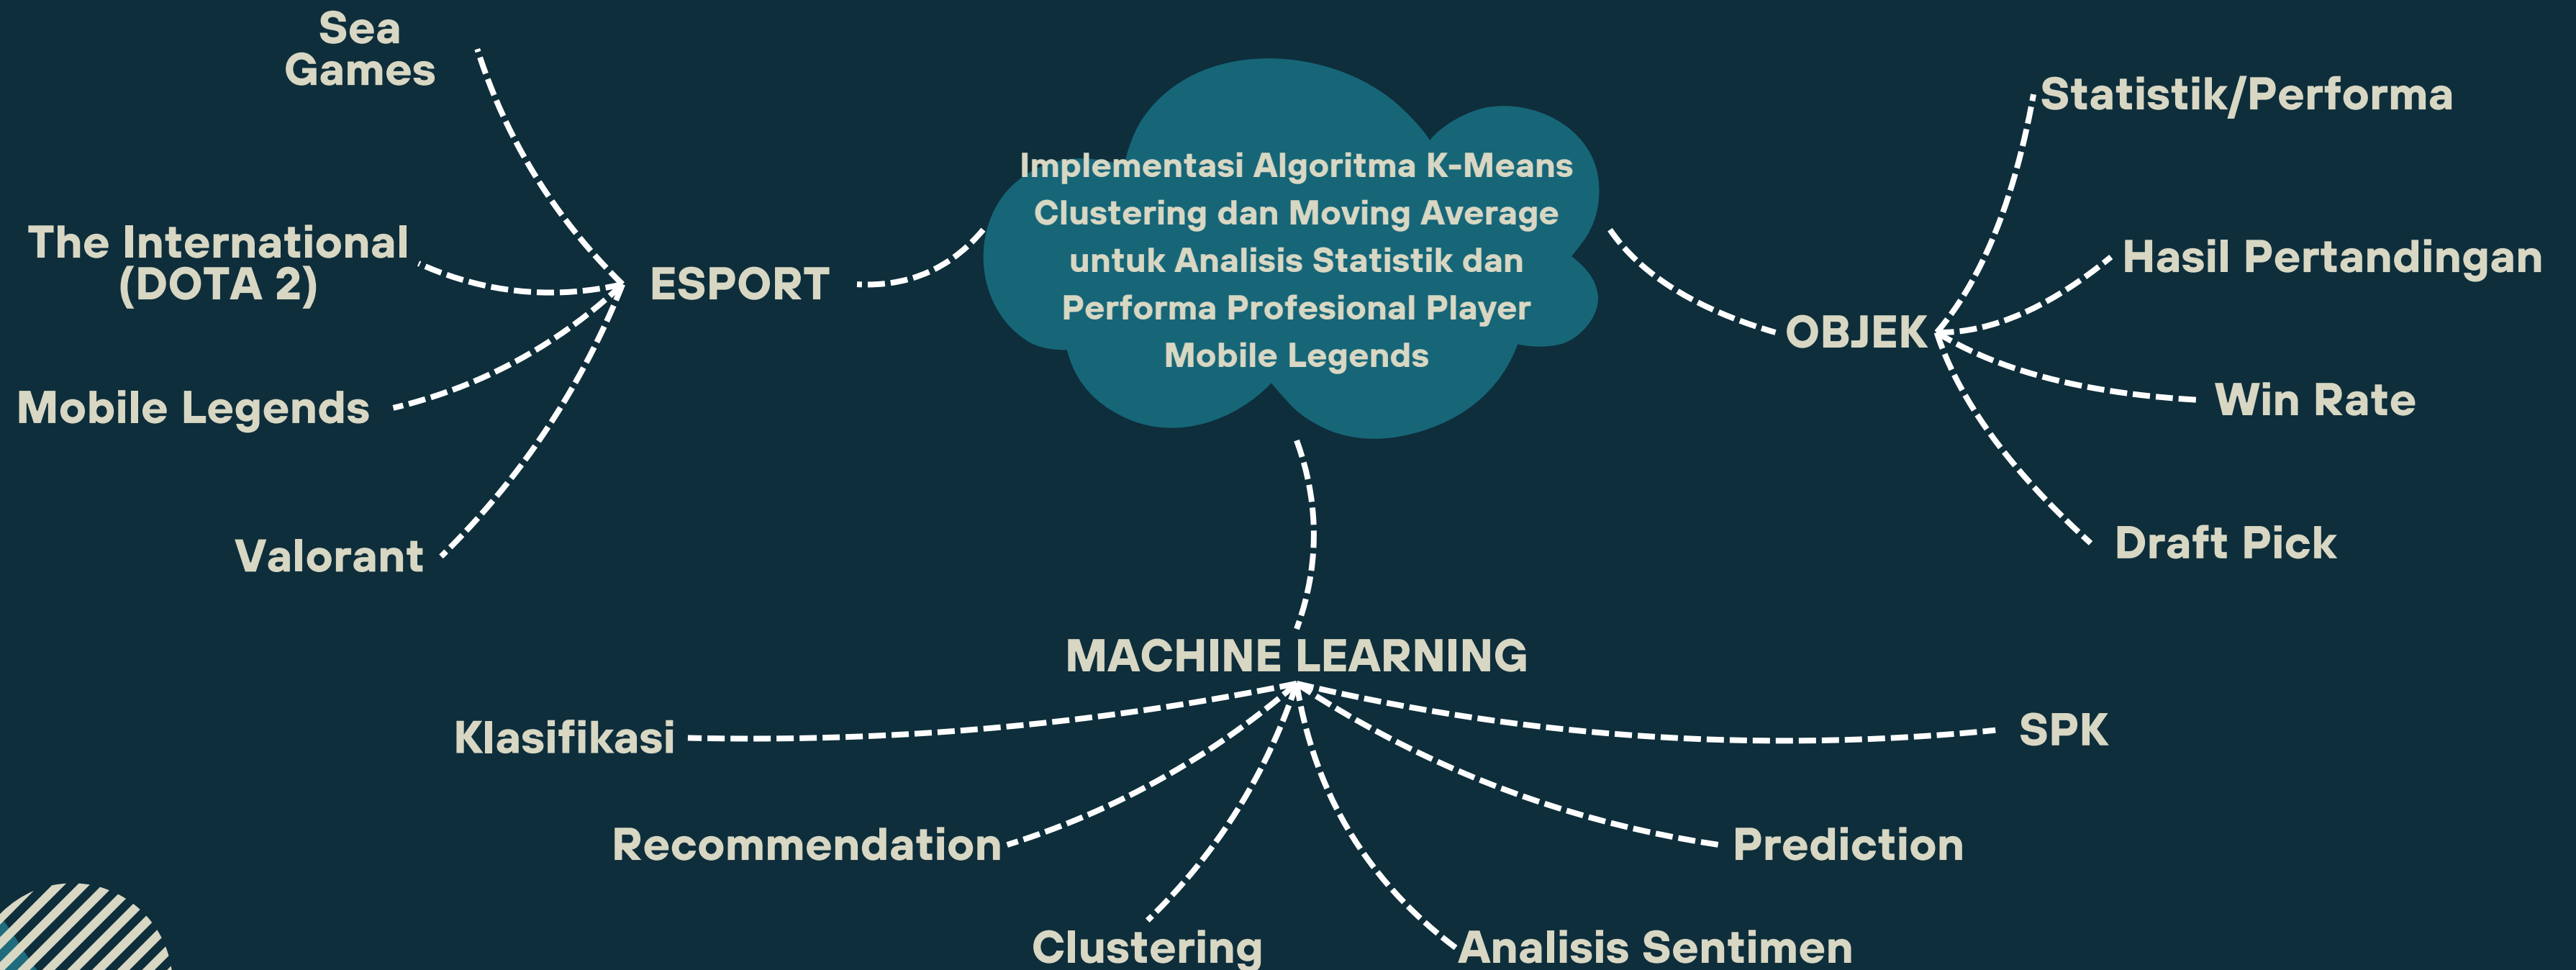 Sea
Games
The International
(DOTA 2)
Mobile Legends
Valorant
ESPORT
Implementasi Algoritma K-Means
Clustering dan Moving Average
untuk Analisis Statistik dan
Performa Profesional Player
Mobile Legends
OBJEK
Statistik/Performa
Hasil Pertandingan
Win Rate
Draft Pick
MACHINE LEARNING
Klasifikasi
Recommendation
Clustering
Analisis Sentimen
Prediction
SPK